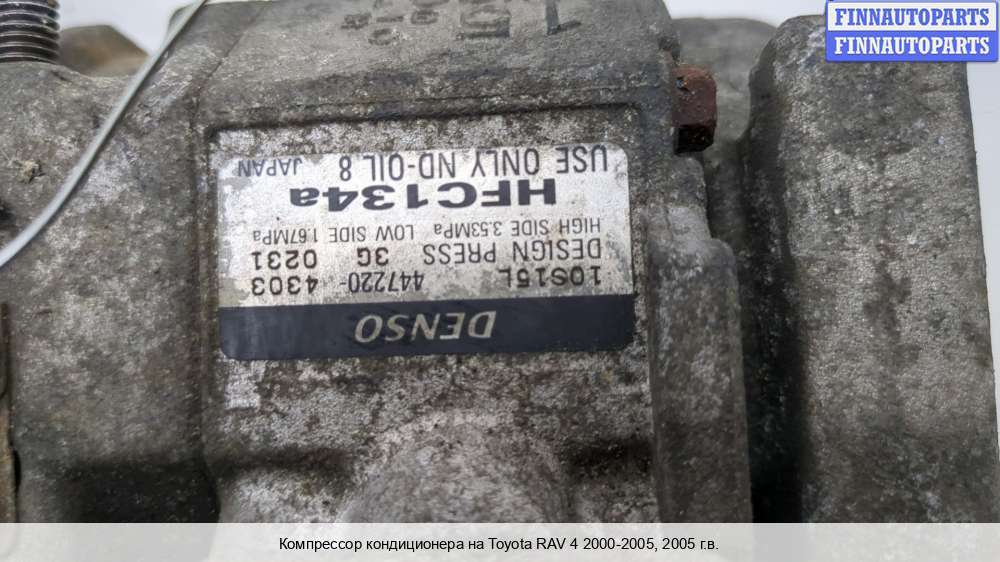 FINNAUTOPARTS
FINNAUTOPARTS
DENSO
10S15L 447220-4303
DESIGN PRESS 3G 0231
HIGH SIDE 3.53MPa LOW SIDE 1.67MPa
HFC134a
USE ONLY ND-OIL 8 JAPAN
Компрессор кондиционера на Toyota RAV 4 2000-2005, 2005 г.в.